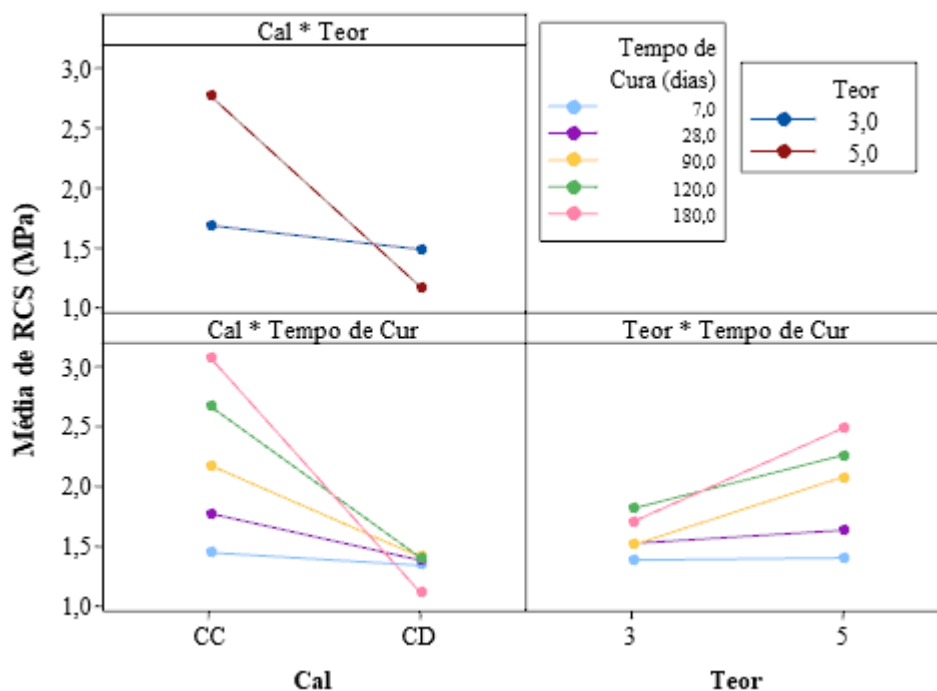 Cal * Teor
Tempo de
Cura (dias)
7,0
28,0
90,0
120,0
180,0
Teor
3,0
5,0
Média de RCS (MPa)
3,0
2,5
2,0
1,5
1,0
Cal * Tempo de Cur
Teor * Tempo de Cur
3,0
2,5
2,0
1,5
1,0
CC
CD
3
5
Cal
Teor